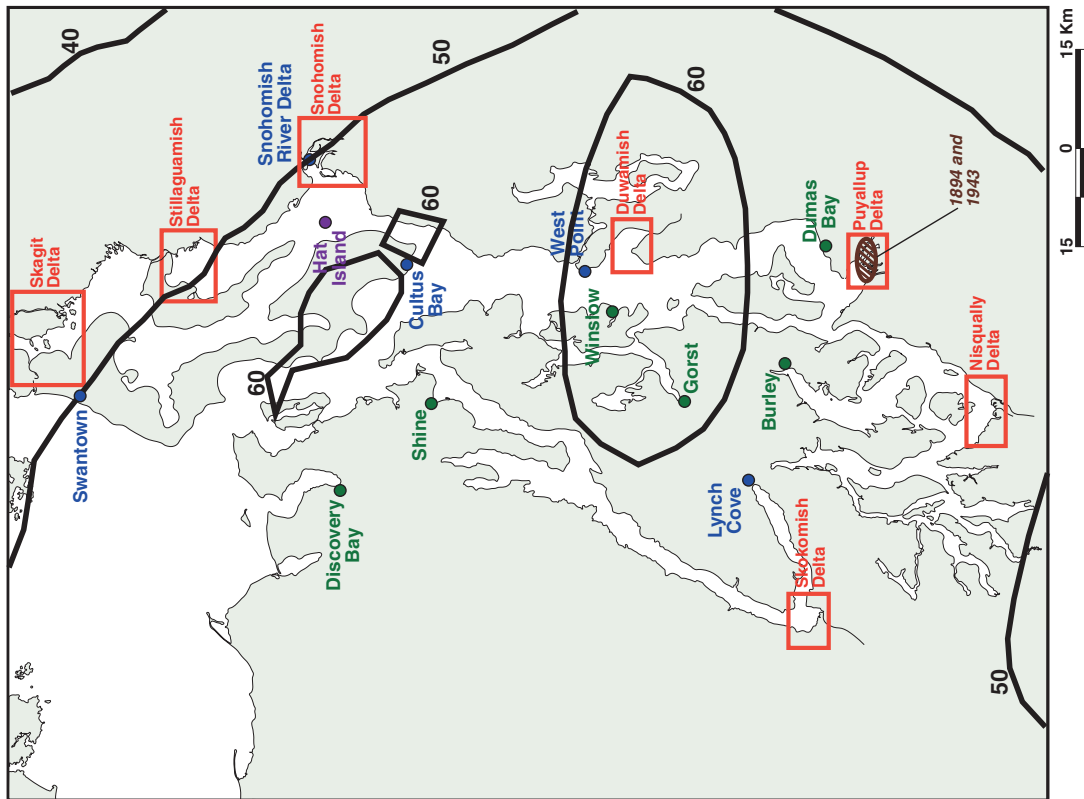 40
50
15 Km
0
15
Skagit
Delta
Stillaguamish
Delta
Snohomish
River Delta
Snohomish
Delta
Swantown
Hat
Island
60
60
Cultus
Bay
Shine
Discovery
Bay
60
West
Point
Duwamish
Delta
Winslow
Gorst
Dumas
Bay
Puyallup
Delta
1894 and
1943
Burley
Lynch
Cove
Skokomish
Delta
Nisqually
Delta
50